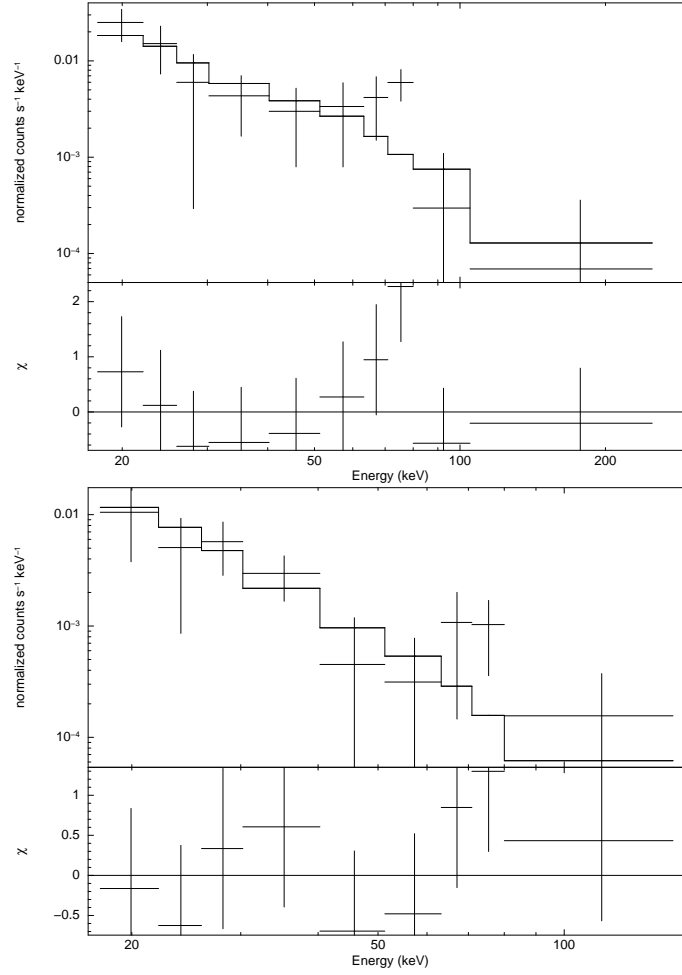 0.01
10⁻³
10⁻⁴
normalized counts s⁻¹ keV⁻¹
2
1
0
χ
20 50 100 200
Energy (keV)
0.01
10⁻³
10⁻⁴
normalized counts s⁻¹ keV⁻¹
1
0.5
0
−0.5
χ
20 50 100
Energy (keV)